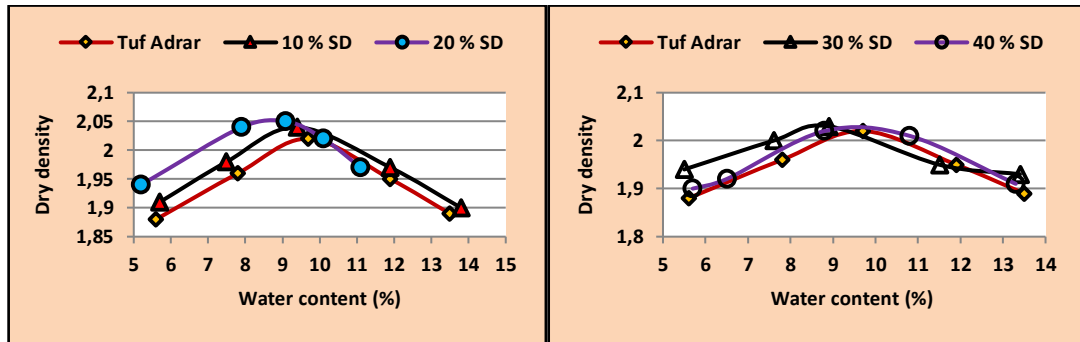 Tuf Adrar 10 % SD 20 % SD
2,1
2,05
2
1,95
1,9
1,85
Dry density
5 6 7 8 9 10 11 12 13 14 15
Water content (%)
Tuf Adrar 30 % SD 40 % SD
2,1
2
1,9
1,8
Dry density
5 6 7 8 9 10 11 12 13 14
Water content (%)